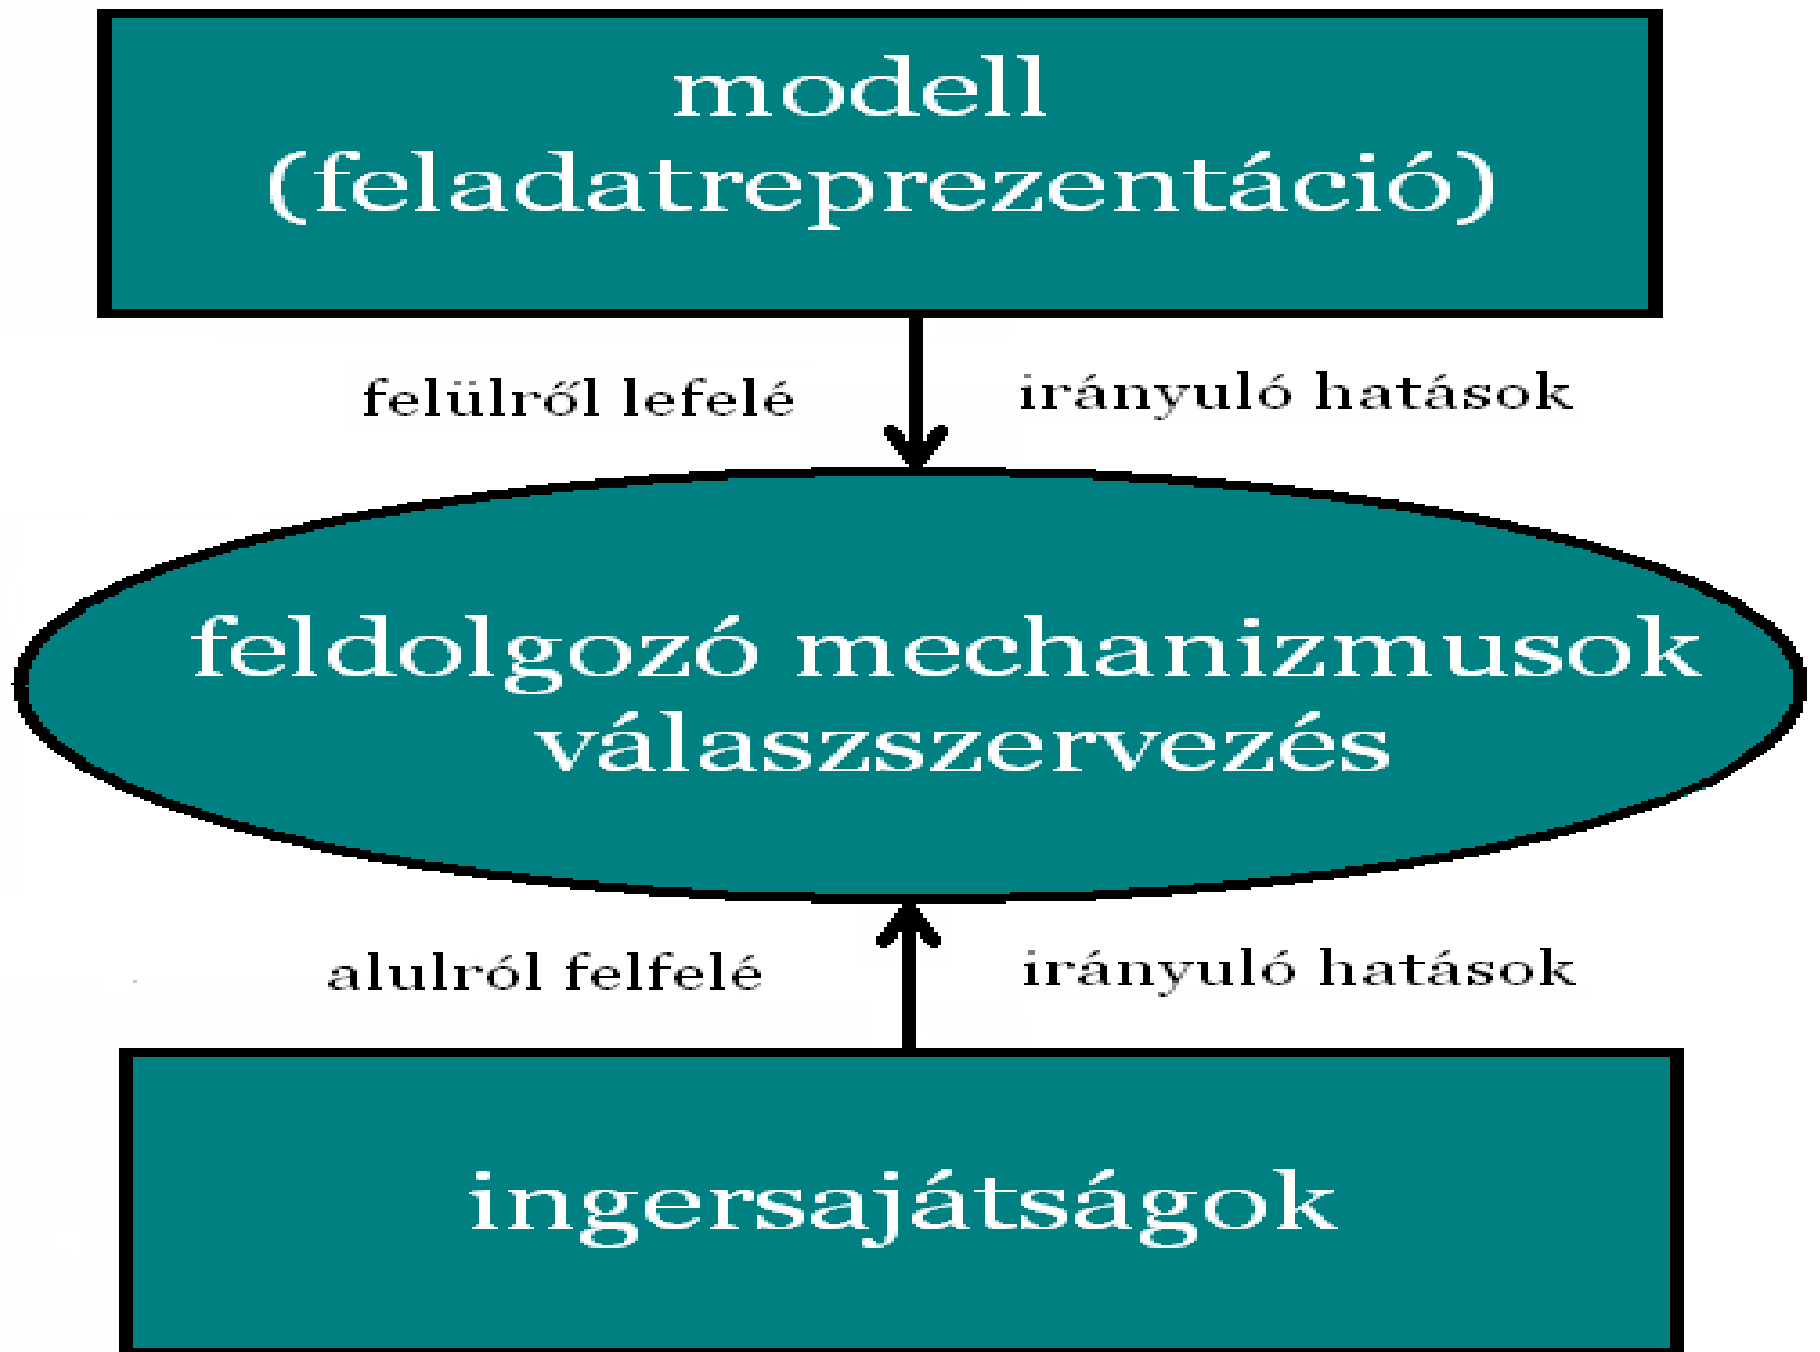 modell
(feladatreprezentáció)
felülről lefelé irányuló hatások
feldolgozó mechanizmusok
válaszszervezés
alulról felfelé irányuló hatások
ingersajátságok